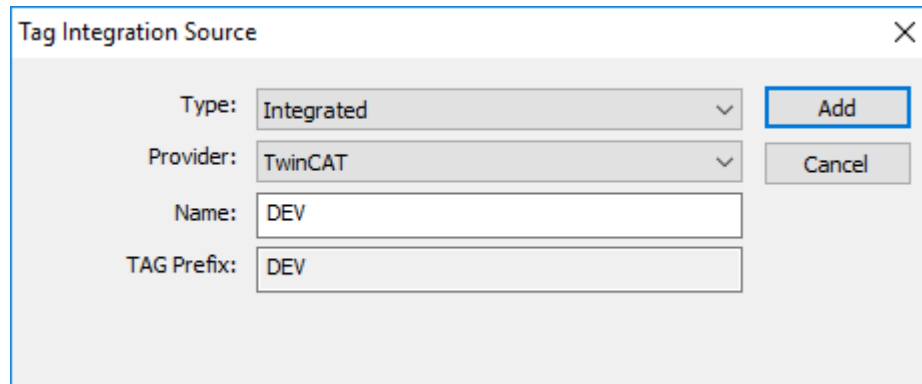 Tag Integration Source
Type: Integrated Add
Provider: TwinCAT Cancel
Name: DEV
TAG Prefix: DEV